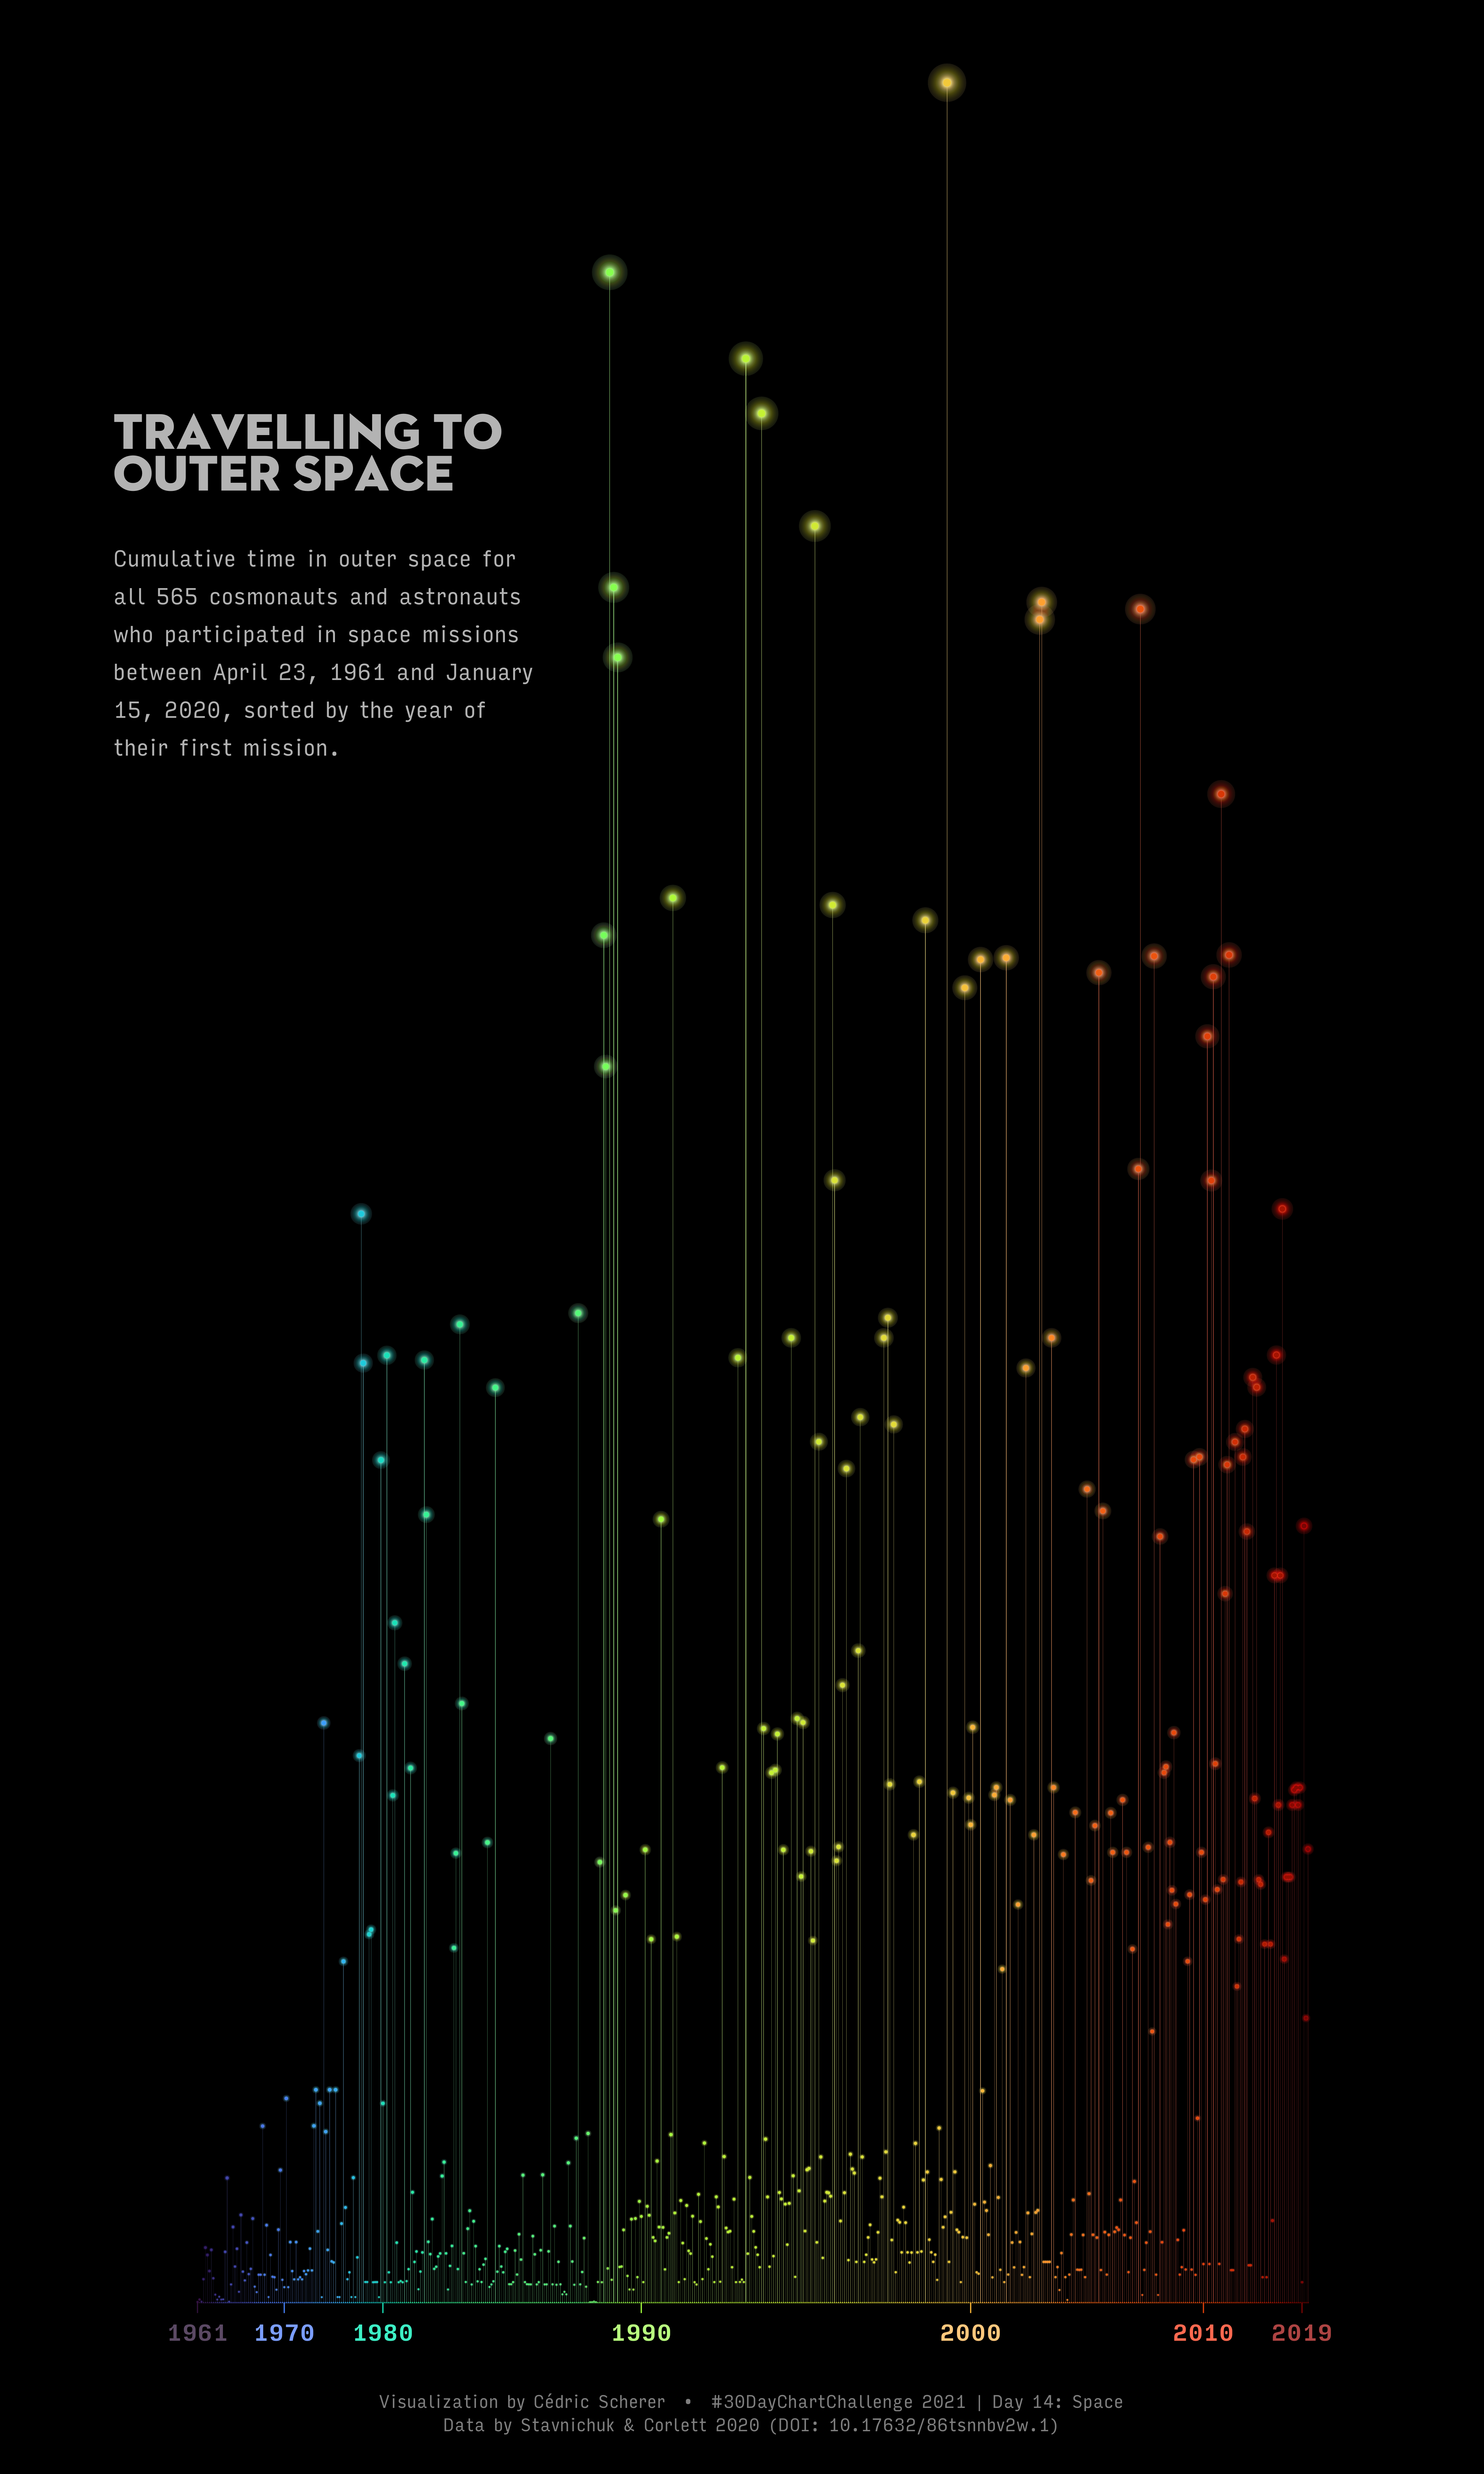 TRAVELLING TO
OUTER SPACE
Cumulative time in outer space for
all 565 cosmonauts and astronauts
who participated in space missions
between April 23, 1961 and January
15, 2020, sorted by the year of
their first mission.
1961 1970 1980 1990 2000 2010 2019
Visualization by Cédric Scherer • #30DayChartChallenge 2021 | Day 14: Space
Data by Stavnichuk & Corlett 2020 (DOI: 10.17632/86tsnnbv2w.1)